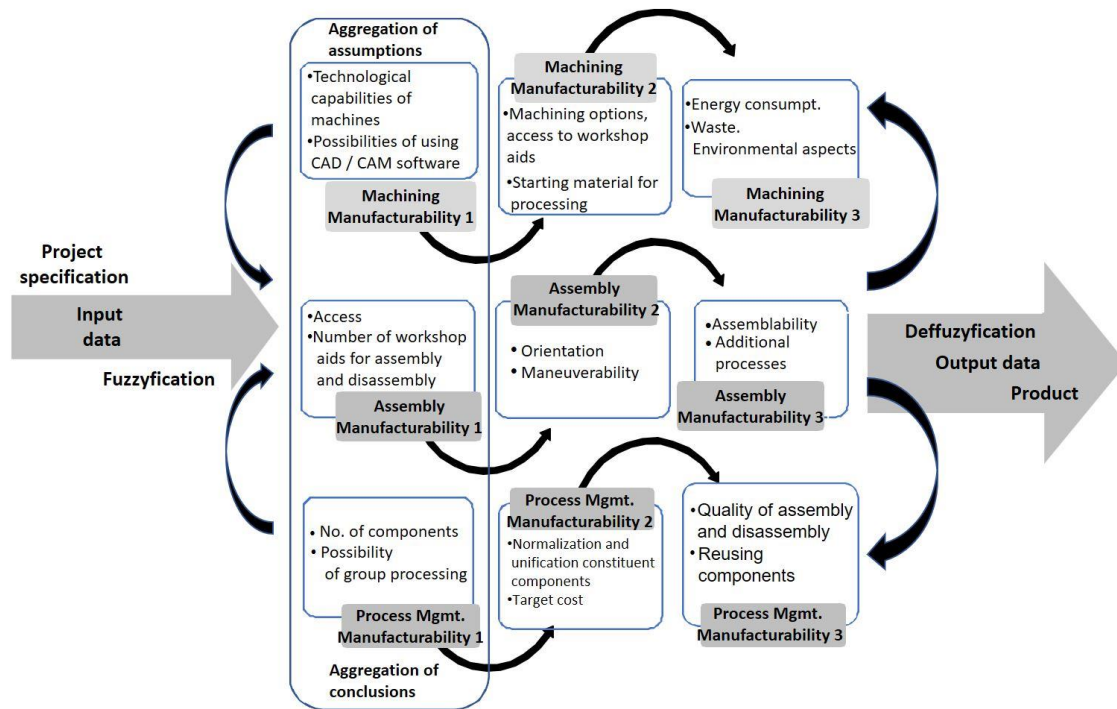 Aggregation of
assumptions
•Technological
capabilities of
machines
•Possibilities of using
CAD / CAM software
Machining
Manufacturability 1
Machining
Manufacturability 2
•Machining options,
access to workshop
aids
•Starting material for
processing
•Energy consumpt.
•Waste.
Environmental aspects
Machining
Manufacturability 3
Project
specification
Input
data
Fuzzyfication
•Access
•Number of workshop
aids for assembly
and disassembly
Assembly
Manufacturability 1
Assembly
Manufacturability 2
• Orientation
• Maneuverability
•Assemblability
• Additional
processes
Assembly
Manufacturability 3
Deffuzyfication
Output data
Product
• No. of components
• Possibility
of group processing
Process Mgmt.
Manufacturability 1
Process Mgmt.
Manufacturability 2
•Normalization and
unification constituent
components
•Target cost
•Quality of assembly
and disassembly
•Reusing
components
Process Mgmt.
Manufacturability 3
Aggregation of
conclusions